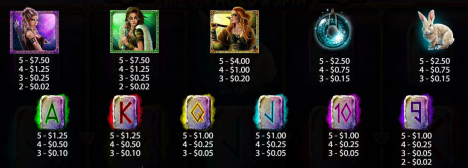 5 - $7.50
4 - $1.25
3 - $0.25
2 - $0.02
5 - $7.50
4 - $1.25
3 - $0.25
2 - $0.02
5 - $4.00
4 - $1.00
3 - $0.20
5 - $2.50
4 - $0.75
3 - $0.15
5 - $2.50
4 - $0.75
3 - $0.15
A
5 - $1.25
4 - $0.50
3 - $0.10
K
5 - $1.25
4 - $0.50
3 - $0.10
Q
5 - $1.00
4 - $0.25
3 - $0.05
J
5 - $1.00
4 - $0.25
3 - $0.05
10
5 - $1.00
4 - $0.25
3 - $0.05
9
5 - $1.00
4 - $0.25
3 - $0.05
2 - $0.02